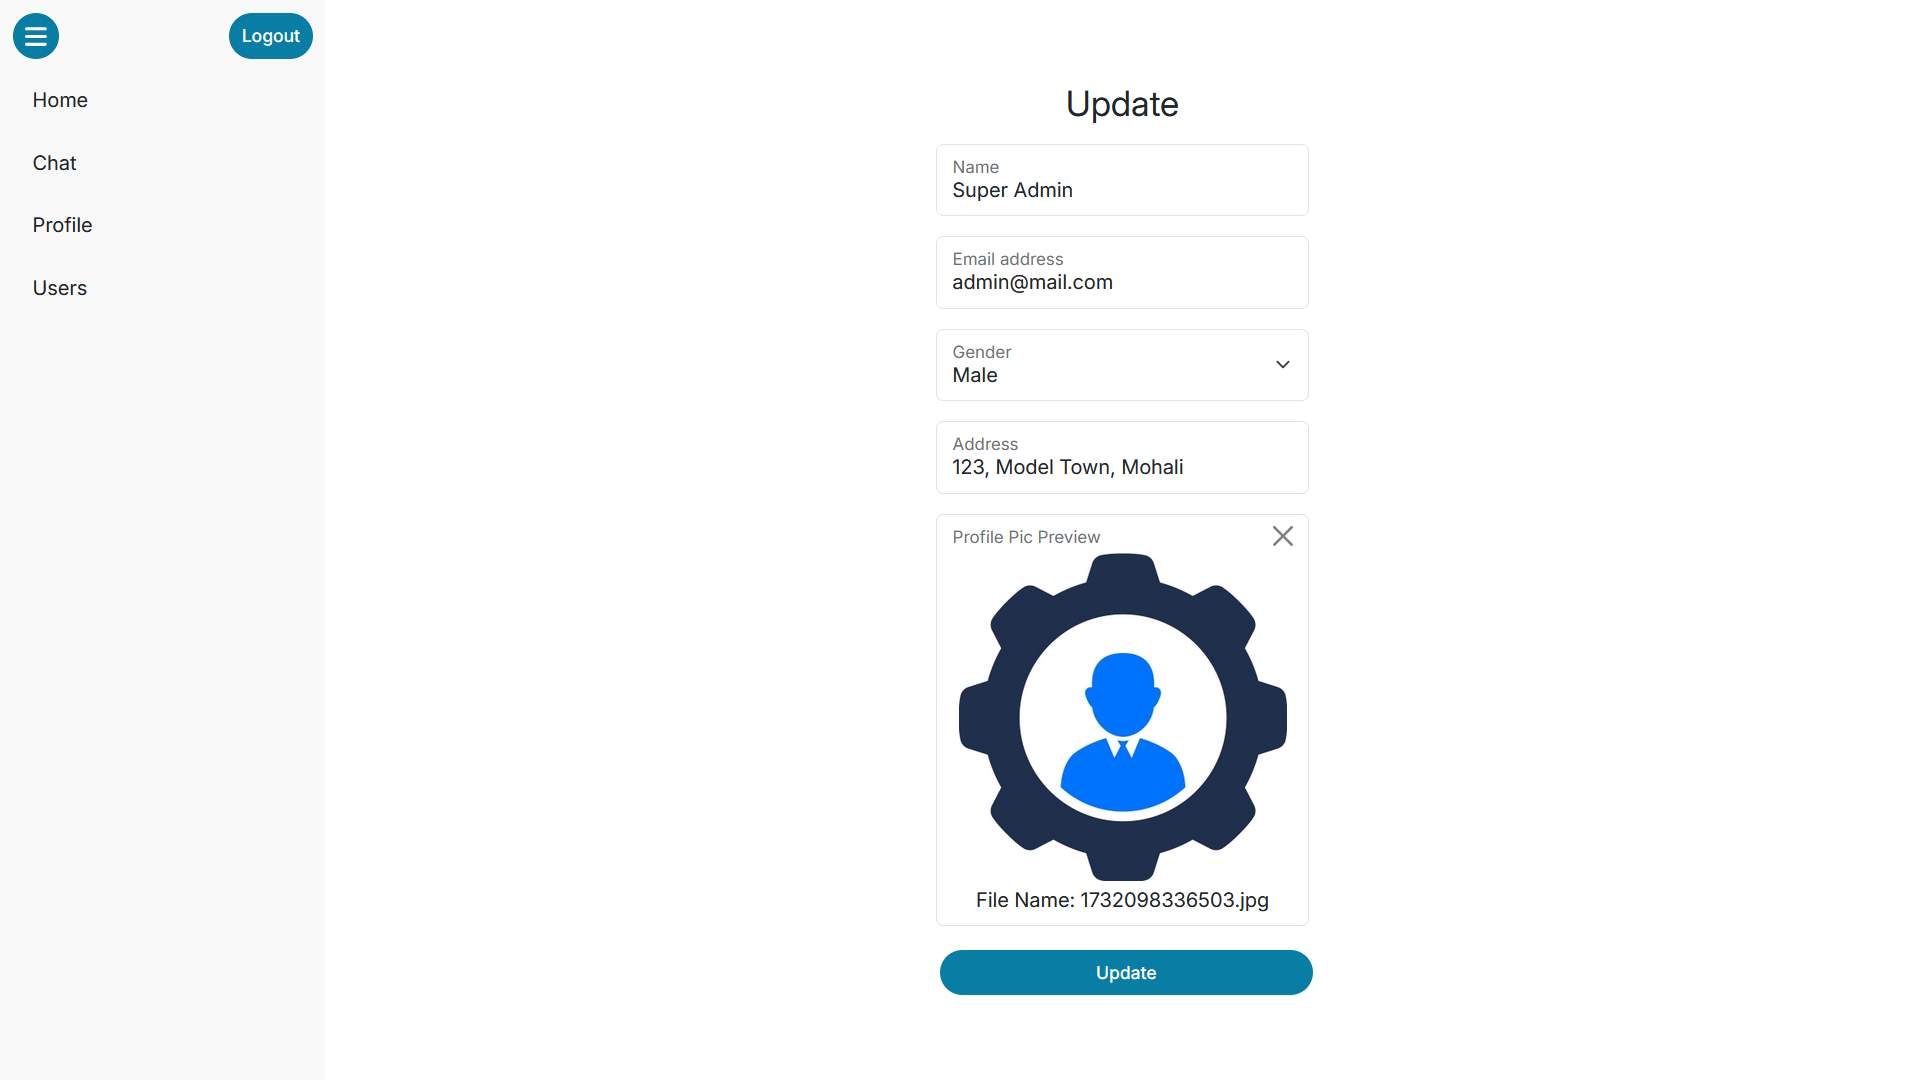 Logout
Home
Chat
Profile
Users
Update
Name
Super Admin
Email address
admin@mail.com
Gender
Male
Address
123, Model Town, Mohali
Profile Pic Preview
File Name: 1732098336503.jpg
Update